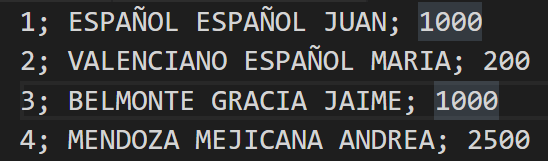 1; ESPAÑOL ESPAÑOL JUAN; 1000
2; VALENCIANO ESPAÑOL MARIA; 200
3; BELMONTE GRACIA JAIME; 1000
4; MENDOZA MEJICANA ANDREA; 2500